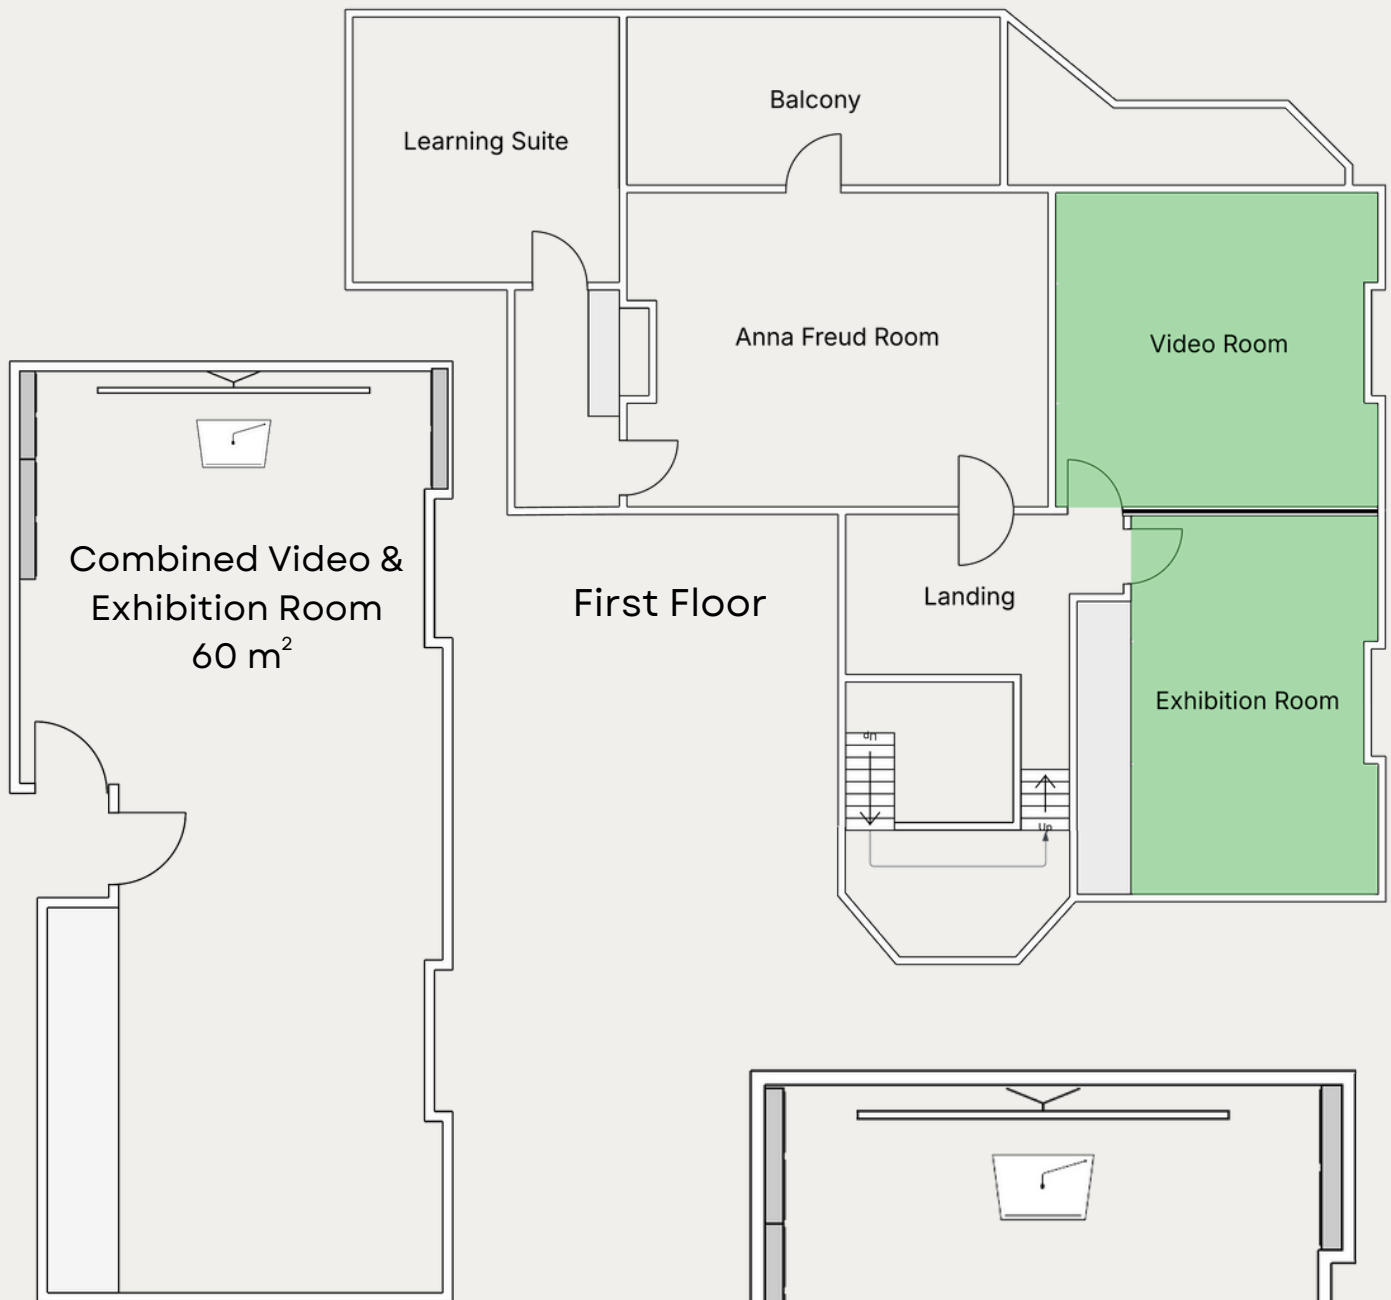 Balcony
Learning Suite
Anna Freud Room
Video Room
Combined Video &
Exhibition Room
60 m²
First Floor
Landing
Exhibition Room
Up
Up